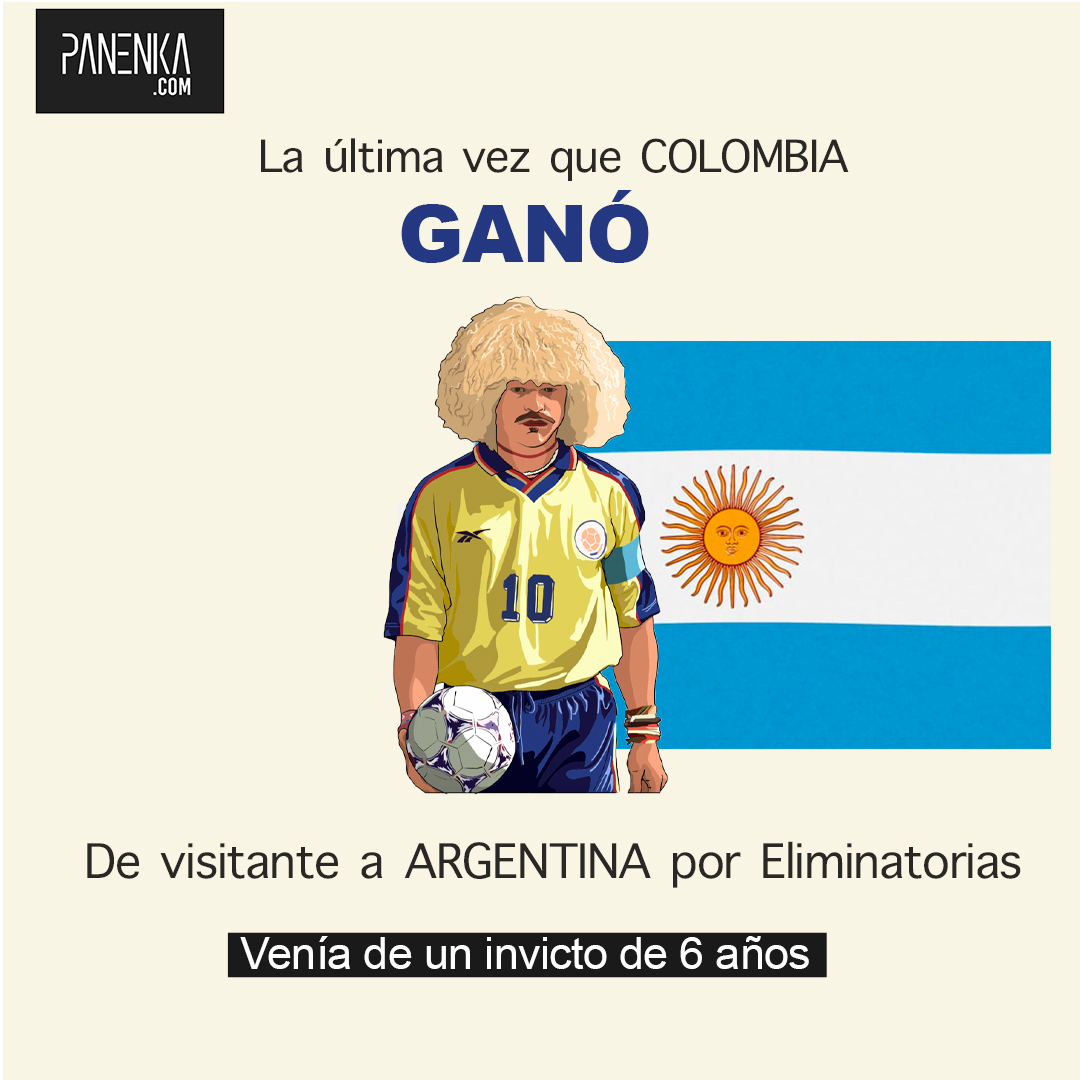 PANENKA
.COM
La última vez que COLOMBIA
GANÓ
10
De visitante a ARGENTINA por Eliminatorias
Venía de un invicto de 6 años